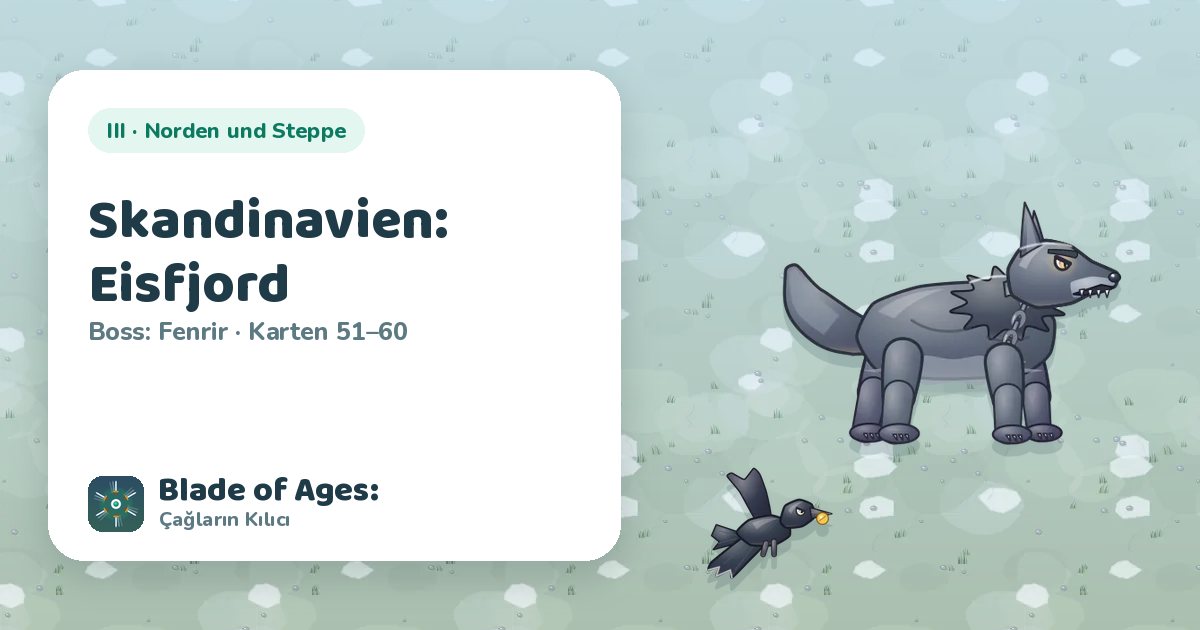 III · Norden und Steppe
Skandinavien:
Eisfjord
Boss: Fenrir · Karten 51–60
Blade of Ages:
Çağların Kılıcı